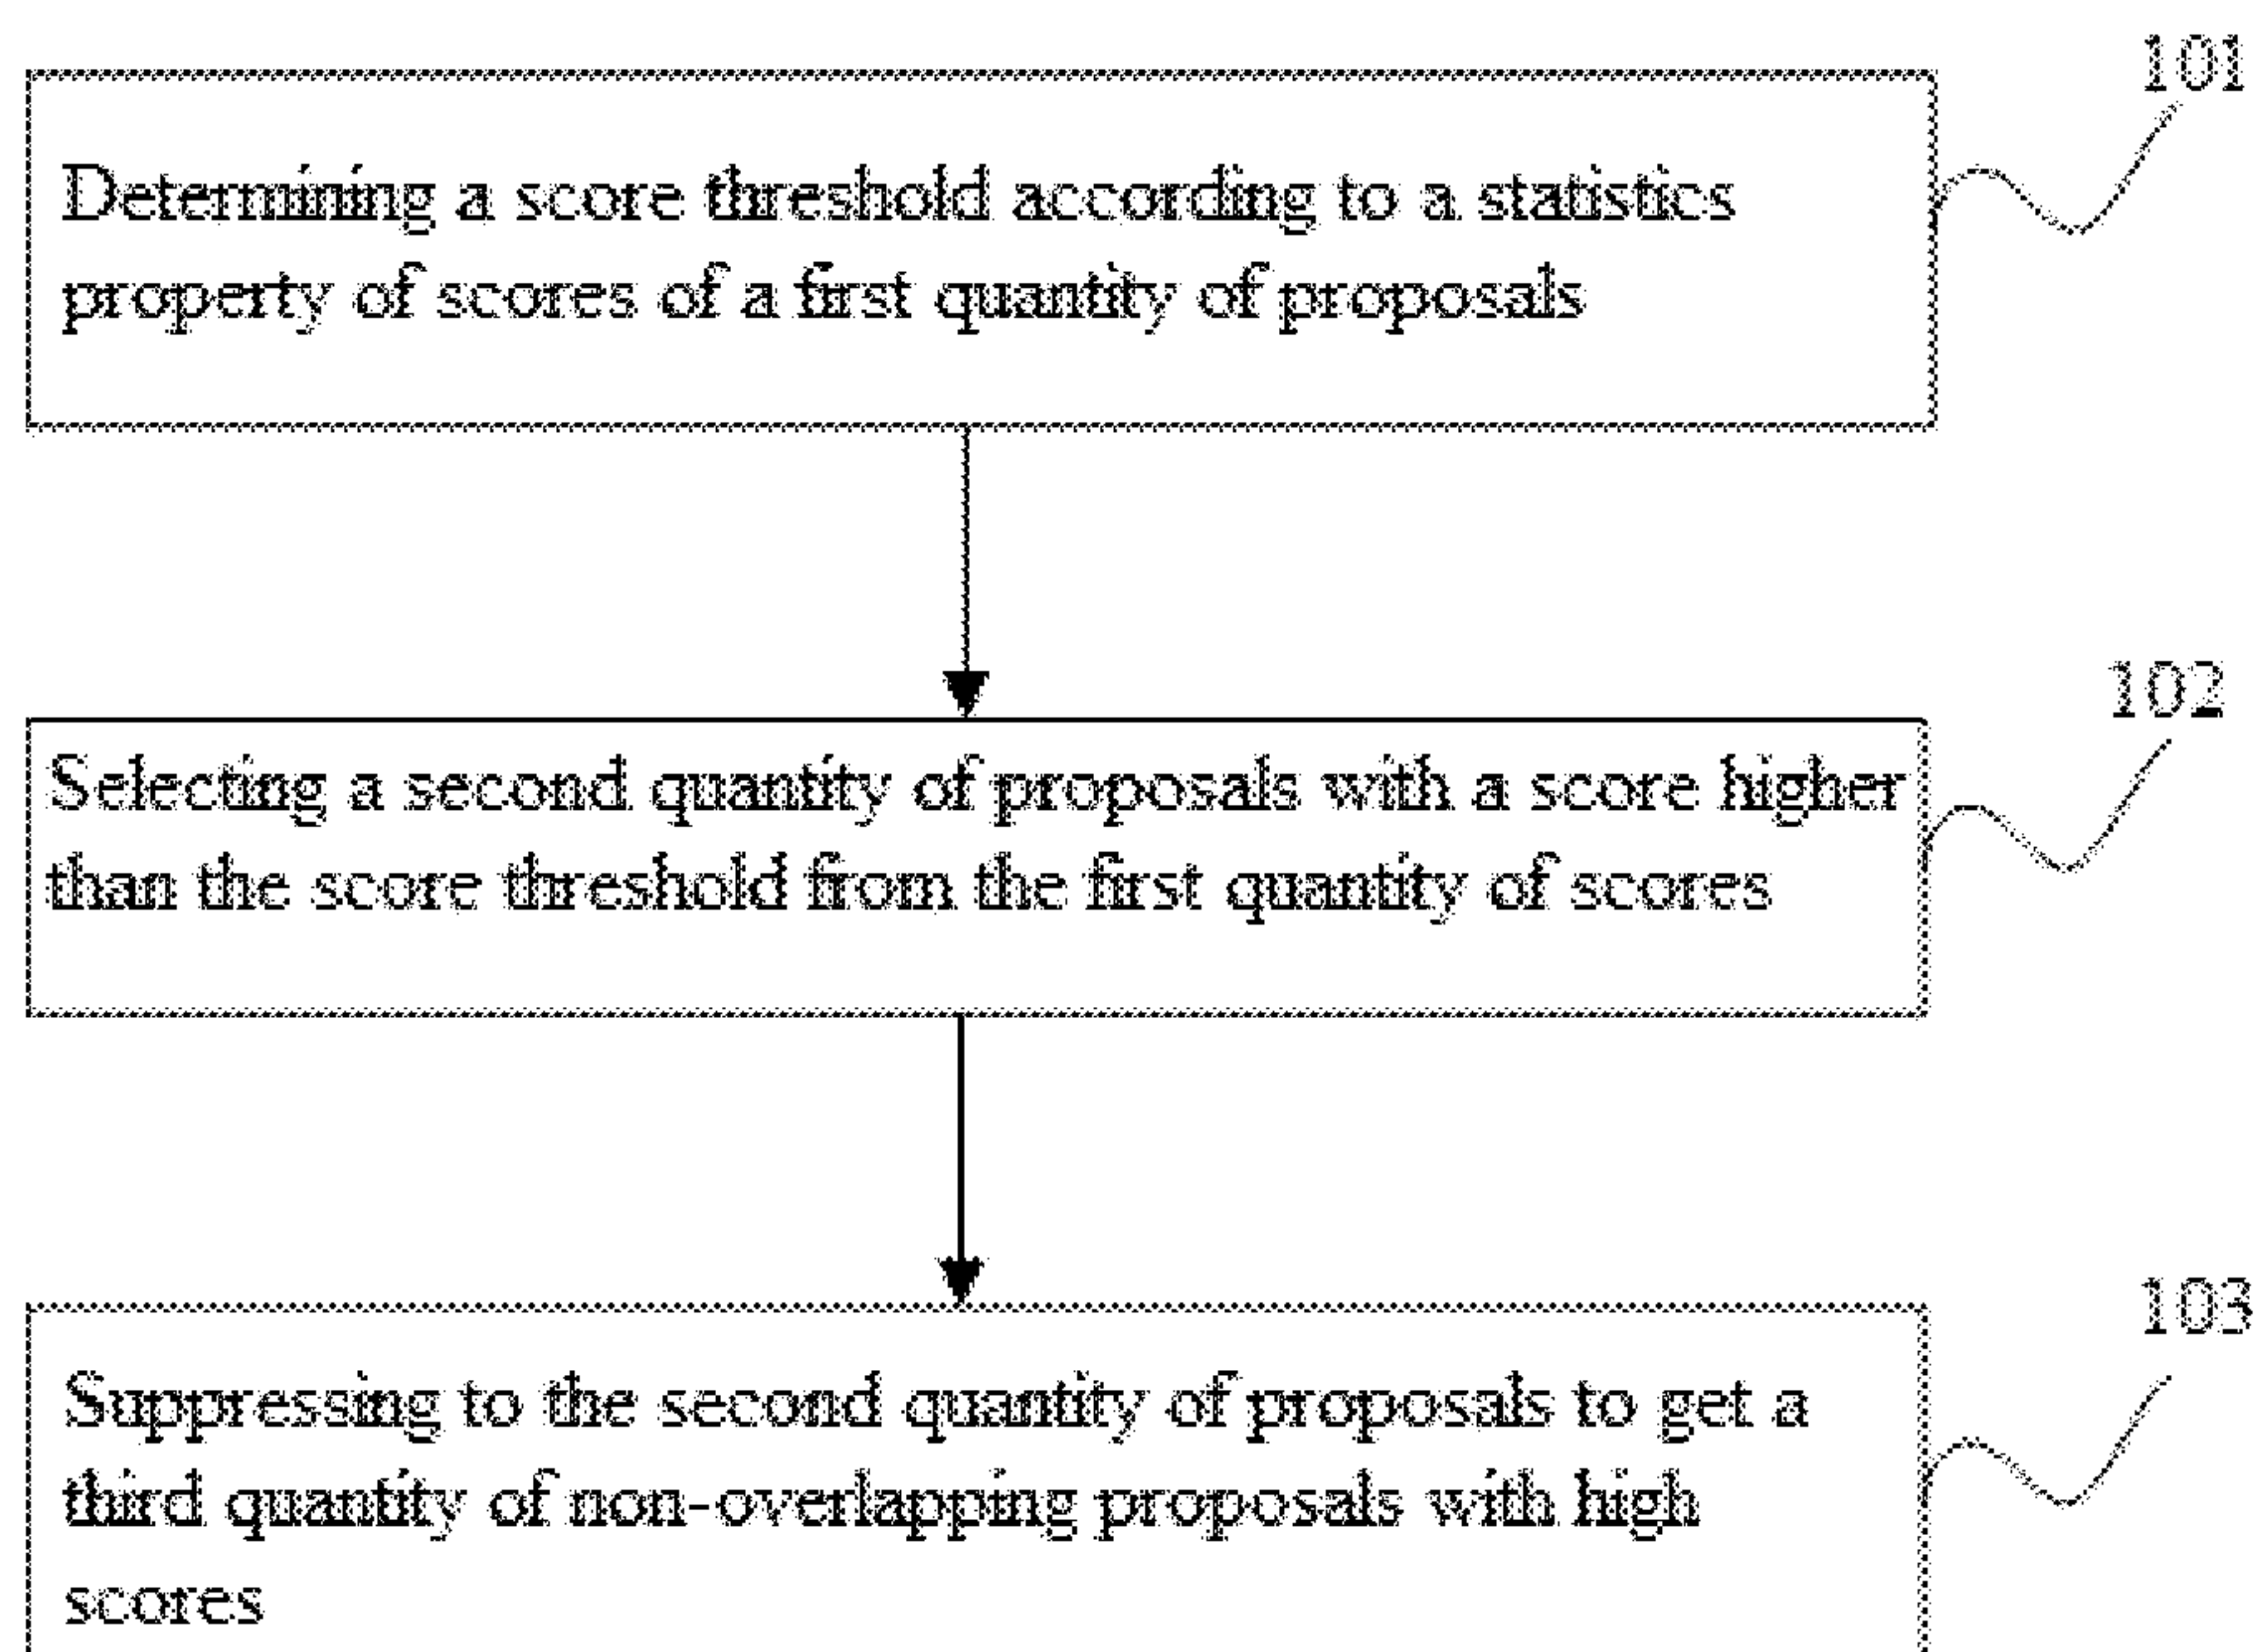 101
Determining a score threshold according to a statistics
property of scores of a first quantity of proposals
102
Selecting a second quantity of proposals with a score higher
than the score threshold from the first quantity of scores
103
Suppressing to the second quantity of proposals to get a
third quantity of non-overlapping proposals with high
scores